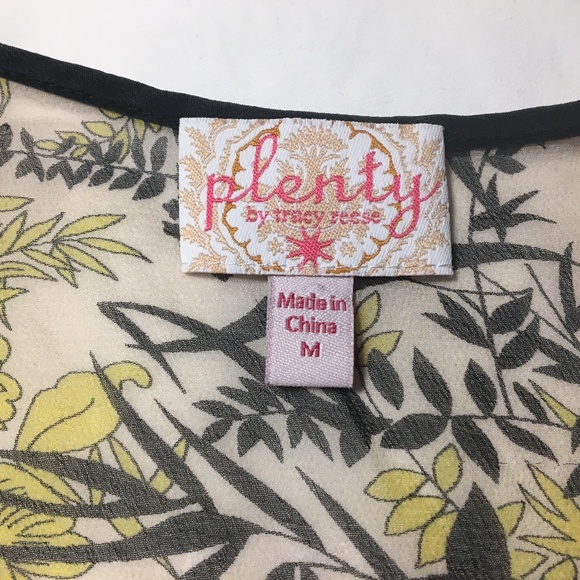 plenty
by tracy reese
Made in
China
M